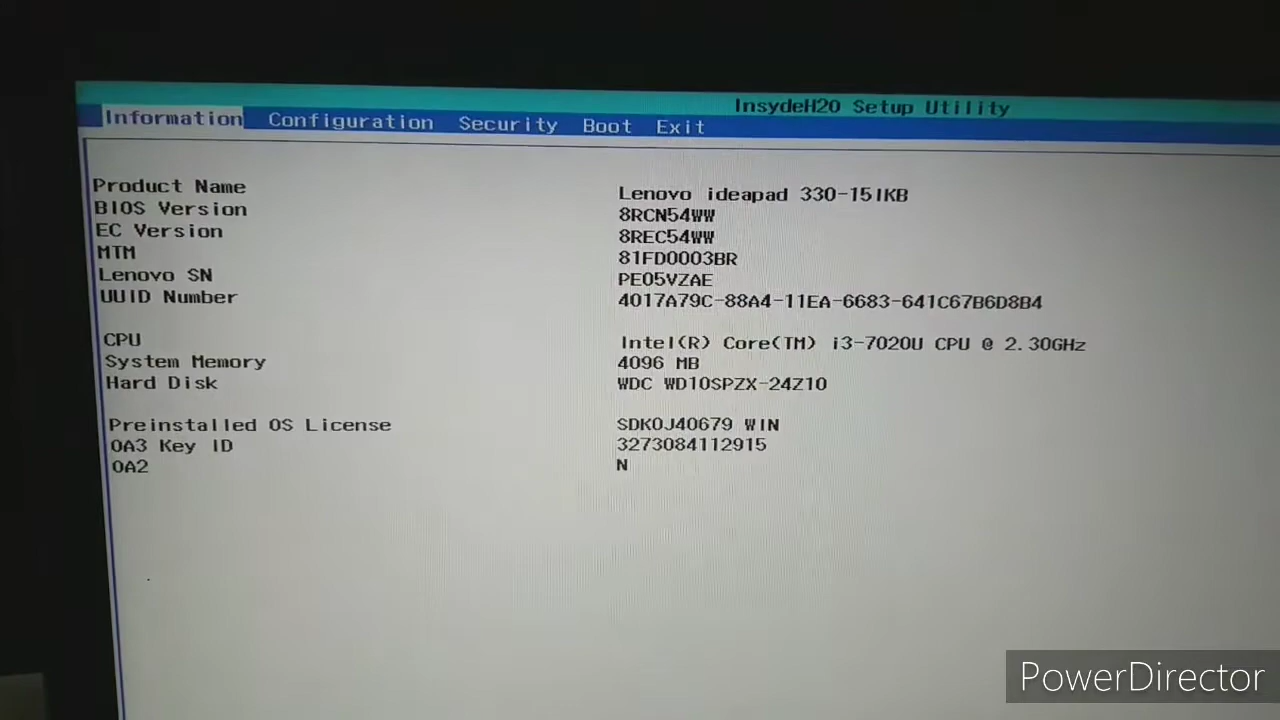 InsydeH20 Setup Utility
Information Configuration Security Boot Exit
Product Name Lenovo ideapad 330-15IKB
BIOS Version 8RCN54WW
EC Version 8REC54WW
MTM 81FD0003BR
Lenovo SN PE05VZAE
UUID Number 4017A79C-88A4-11EA-6683-641C67B6D8B4
CPU Intel(R) Core(TM) i3-7020U CPU @ 2.30GHz
System Memory 4096 MB
Hard Disk WDC WD10SPZX-24Z10
Preinstalled OS License SDK0J40679 WIN
OA3 Key ID 3273084112915
OA2 N
PowerDirector